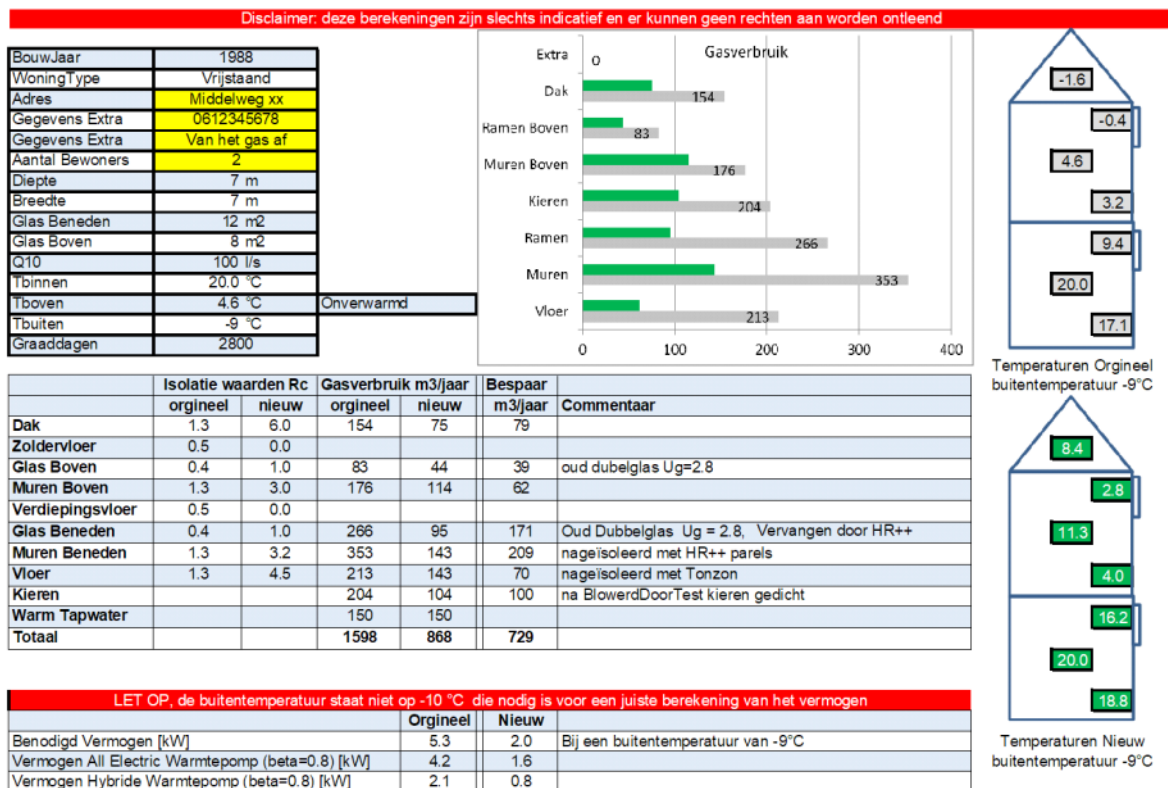 Disclaimer: deze berekeningen zijn slechts indicatief en er kunnen geen rechten aan worden ontleend
BouwJaar 1988
WoningType Vrijstaand
Adres Middelweg xx
Gegevens Extra 0612345678
Gegevens Extra Van het gas af
Aantal Bewoners 2
Diepte 7 m
Breedte 7 m
Glas Beneden 12 m2
Glas Boven 8 m2
Q10 100 l/s
Tbinnen 20.0 °C
Tboven 4.6 °C Onverwarmd
Tbuiten -9 °C
Graaddagen 2800
Gasverbruik
Extra 0
Dak 154
Ramen Boven 83
Muren Boven 176
Kieren 204
Ramen 266
Muren 353
Vloer 213
0 100 200 300 400
-1.6
-0.4
4.6
3.2
9.4
20.0
17.1
Temperaturen Orgineel
buitentemperatuur -9°C
Isolatie waarden Rc Gasverbruik m3/jaar Bespaar
orgineel nieuw orgineel nieuw m3/jaar Commentaar
Dak 1.3 6.0 154 75 79
Zoldervloer 0.5 0.0
Glas Boven 0.4 1.0 83 44 39 oud dubelglas Ug=2.8
Muren Boven 1.3 3.0 176 114 62
Verdiepingsvloer 0.5 0.0
Glas Beneden 0.4 1.0 266 95 171 Oud Dubbelglas Ug = 2.8, Vervangen door HR++
Muren Beneden 1.3 3.2 353 143 209 nageïsoleerd met HR++ parels
Vloer 1.3 4.5 213 143 70 nageïsoleerd met Tonzon
Kieren 204 104 100 na BlowerdDoorTest kieren gedicht
Warm Tapwater 150 150
Totaal 1598 868 729
8.4
2.8
11.3
4.0
16.2
20.0
18.8
Temperaturen Nieuw
buitentemperatuur -9°C
LET OP, de buitentemperatuur staat niet op -10 °C die nodig is voor een juiste berekening van het vermogen
Orgineel Nieuw
Benodigd Vermogen [kW] 5.3 2.0 Bij een buitentemperatuur van -9°C
Vermogen All Electric Warmtepomp (beta=0.8) [kW] 4.2 1.6
Vermogen Hybride Warmtepomp (beta=0.8) [kW] 2.1 0.8